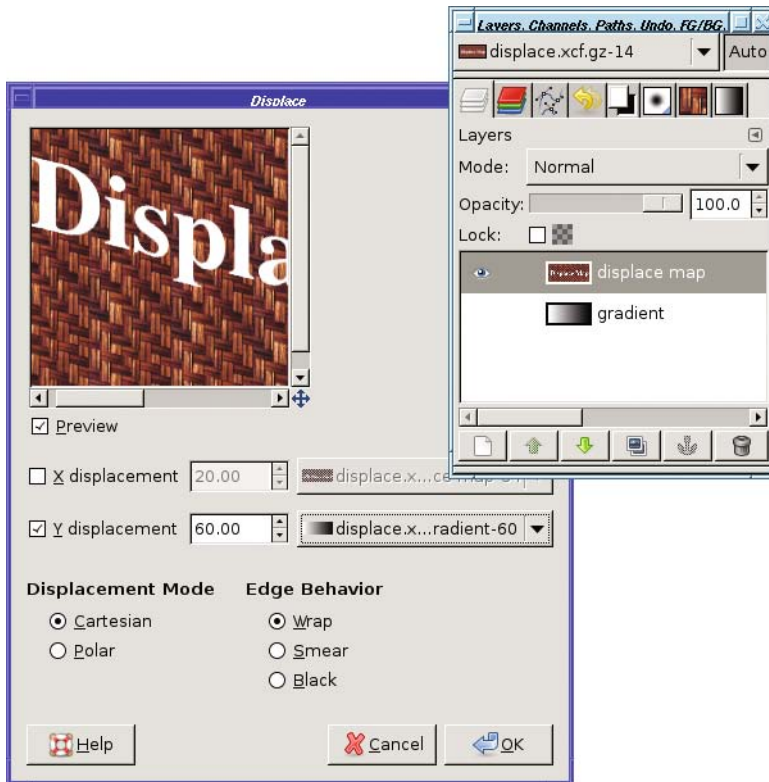 Layers, Channels, Paths, Undo, FG/BG,
displace.xcf.gz-14
Auto
Layers
Mode: Normal
Opacity: 100.0
Lock:
Displace Map displace map
gradient
Displace
Displa
Preview
X displacement 20.00 displace.x...ce map-
Y displacement 60.00 displace.x...radient-60
Displacement Mode
Cartesian
Polar
Edge Behavior
Wrap
Smear
Black
Help
Cancel
OK